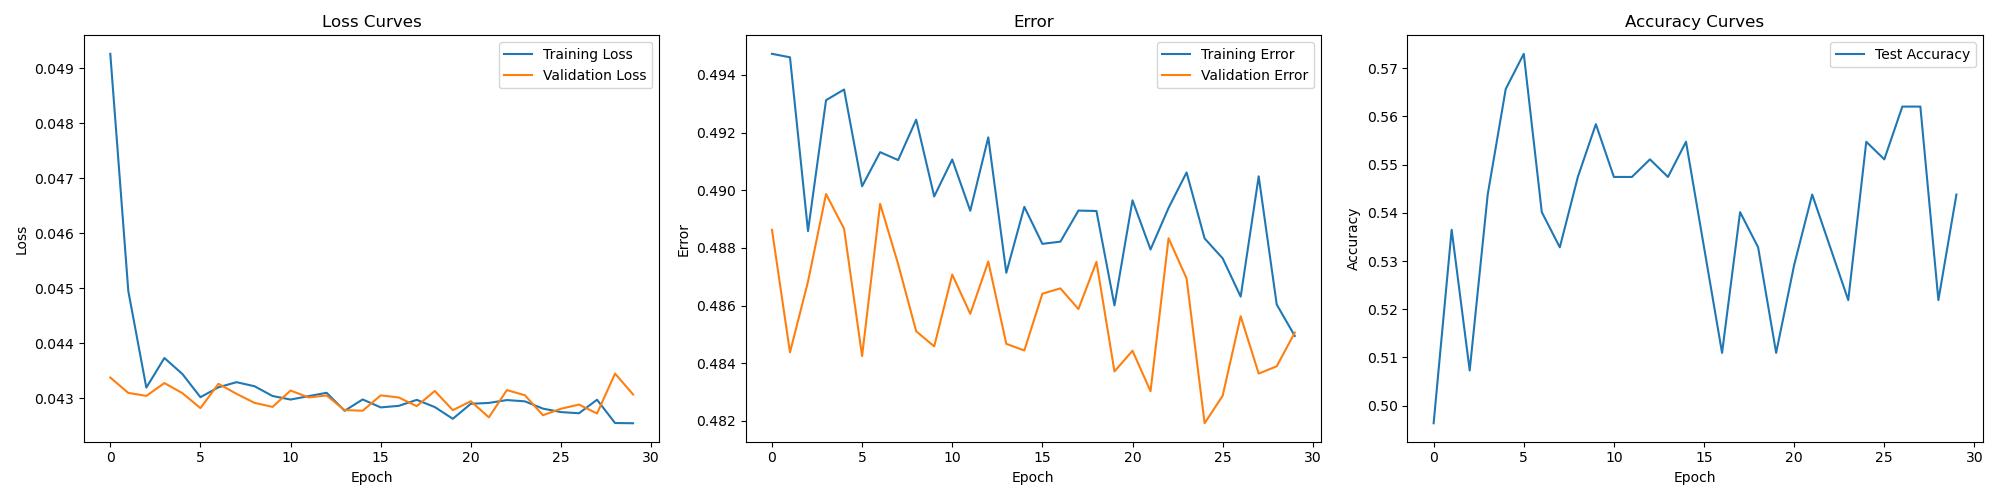 Loss Curves
Training Loss
Validation Loss
0.049
0.048
0.047
0.046
0.045
0.044
0.043
Loss
0 5 10 15 20 25 30
Epoch
Error
Training Error
Validation Error
0.494
0.492
0.490
0.488
0.486
0.484
0.482
Error
0 5 10 15 20 25 30
Epoch
Accuracy Curves
Test Accuracy
0.57
0.56
0.55
0.54
0.53
0.52
0.51
0.50
Accuracy
0 5 10 15 20 25 30
Epoch